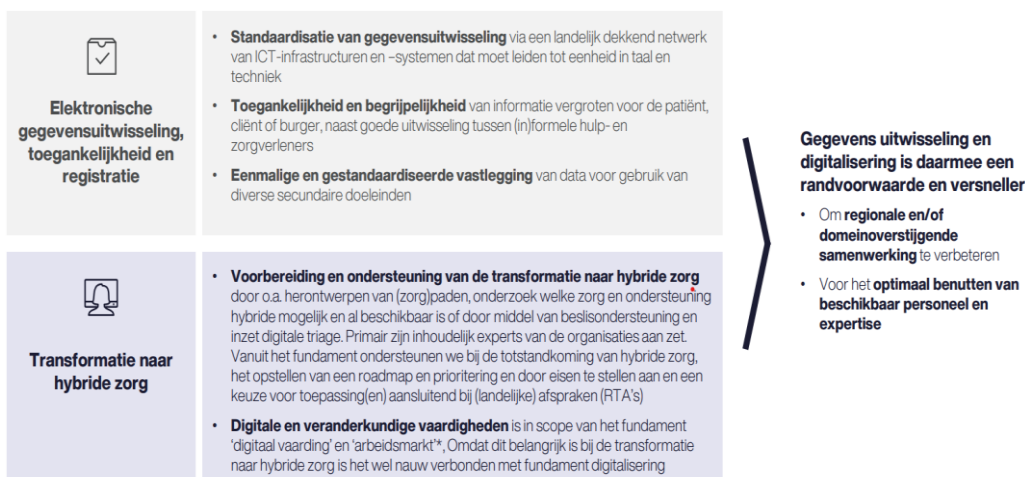 Elektronische
gegevensuitwisseling,
toegankelijkheid en
registratie
• Standaardisatie van gegevensuitwisseling via een landelijk dekkend netwerk
van ICT-infrastructuren en –systemen dat moet leiden tot eenheid in taal en
techniek
• Toegankelijkheid en begrijpelijkheid van informatie vergroten voor de patiënt,
cliënt of burger, naast goede uitwisseling tussen (in)formele hulp- en
zorgverleners
• Eenmalige en gestandaardiseerde vastlegging van data voor gebruik van
diverse secundaire doeleinden
Transformatie naar
hybride zorg
• Voorbereiding en ondersteuning van de transformatie naar hybride zorg
door o.a. herontwerpen van (zorg)paden, onderzoek welke zorg en ondersteuning
hybride mogelijk en al beschikbaar is of door middel van beslisondersteuning en
inzet digitale triage. Primair zijn inhoudelijk experts van de organisaties aan zet.
Vanuit het fundament ondersteunen we bij de totstandkoming van hybride zorg,
het opstellen van een roadmap en prioritering en door eisen te stellen aan en een
keuze voor toepassing(en) aansluitend bij (landelijke) afspraken (RTA's)
• Digitale en veranderkundige vaardigheden is in scope van het fundament
'digitaal vaarding' en 'arbeidsmarkt'*, Omdat dit belangrijk is bij de transformatie
naar hybride zorg is het wel nauw verbonden met fundament digitalisering
Gegevens uitwisseling en
digitalisering is daarmee een
randvoorwaarde en versneller
• Om regionale en/of
domeinoverstijgende
samenwerking te verbeteren
• Voor het optimaal benutten van
beschikbaar personeel en
expertise